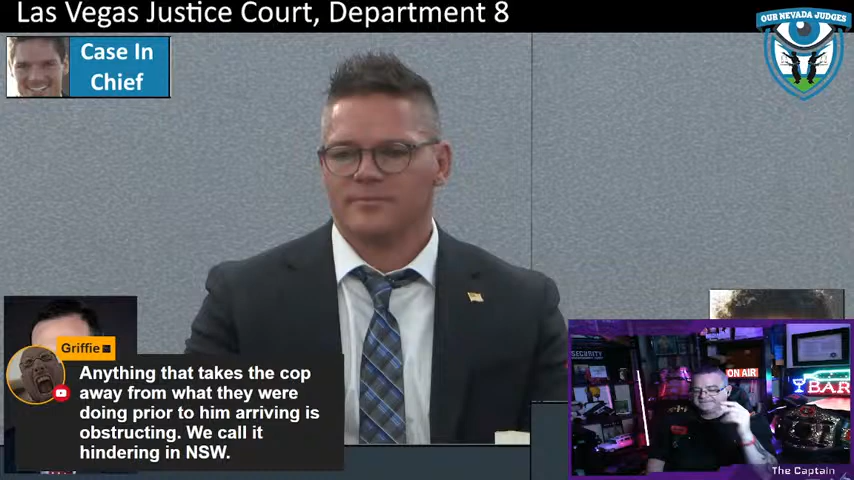 Las Vegas Justice Court, Department 8
OUR NEVADA JUDGES
Case In
Chief
Griffie
Anything that takes the cop
away from what they were
doing prior to him arriving is
obstructing. We call it
hindering in NSW.
SECURITY
ON AIR
BAR
The Captain